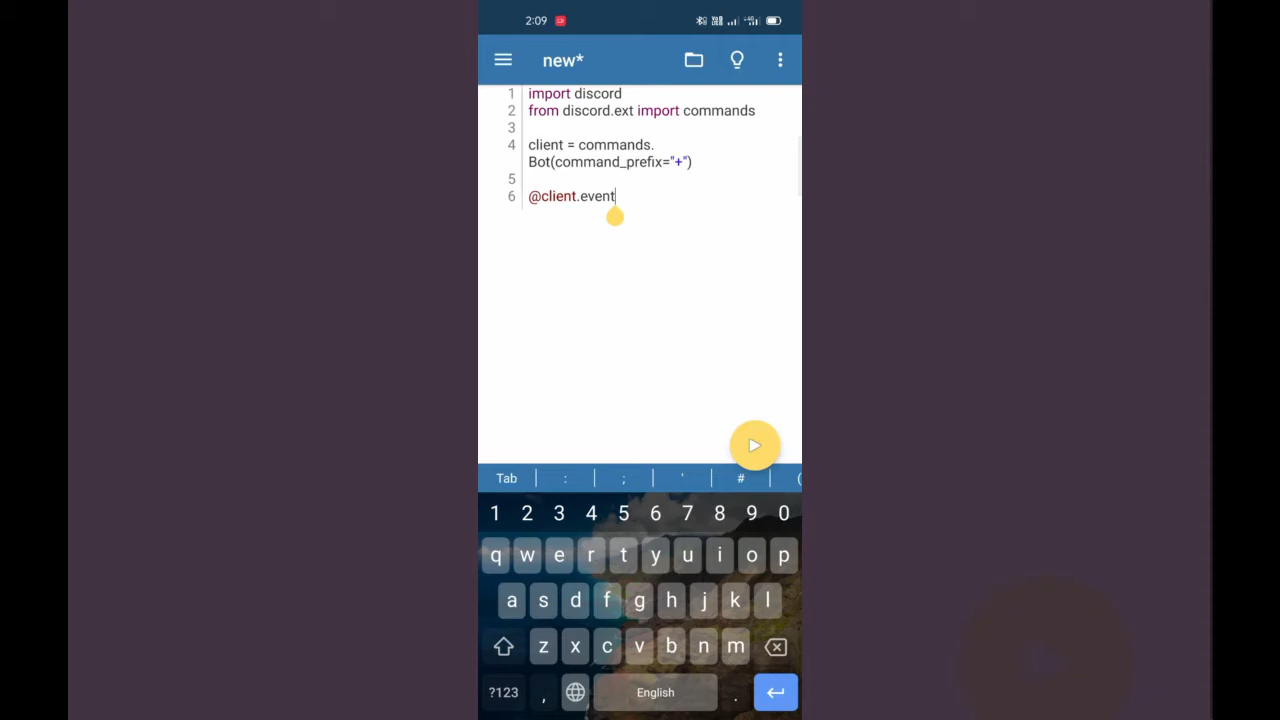 2:09
new*
1 import discord
2 from discord.ext import commands
3
4 client = commands.
Bot(command_prefix="+")
5
6 @client.event
Tab : ; ' # (
1 2 3 4 5 6 7 8 9 0
q w e r t y u i o p
a s d f g h j k l
z x c v b n m
?123 , English .